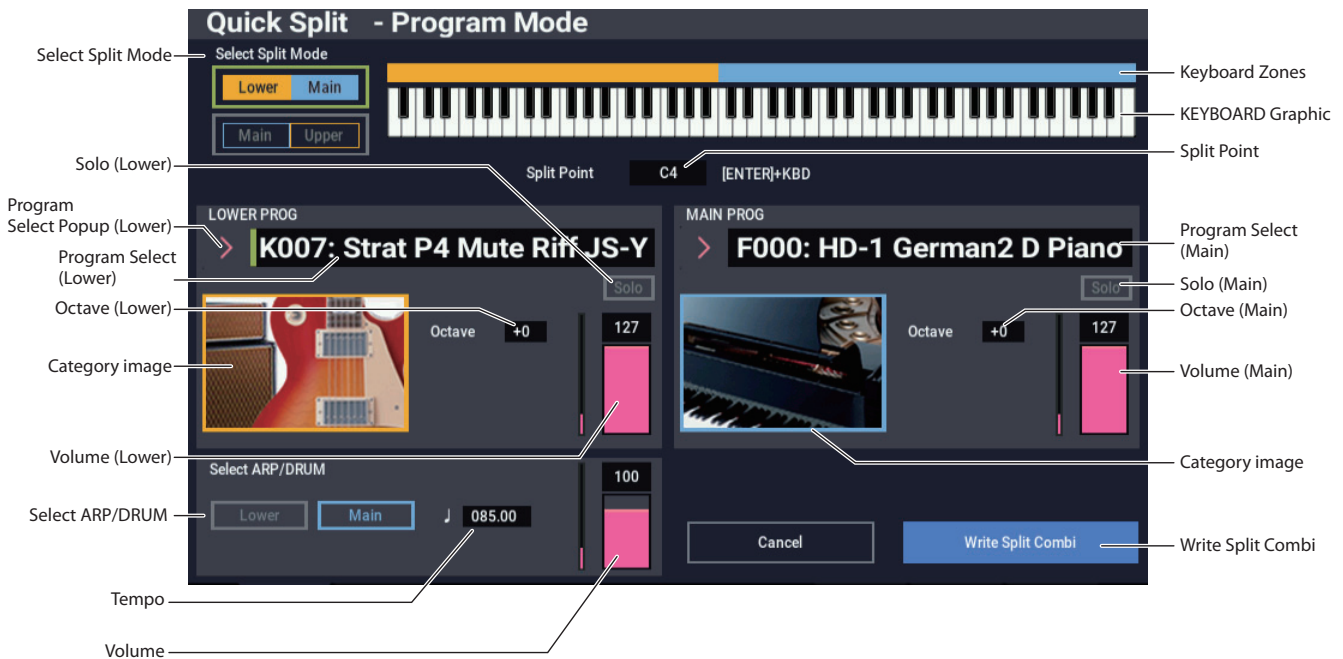 Quick Split - Program Mode
Select Split Mode
Select Split Mode
Lower Main
Main Upper
Keyboard Zones
KEYBOARD Graphic
Solo (Lower)
Split Point
Split Point C4 [ENTER]+KBD
Program
Select Popup (Lower)
LOWER PROG
K007: Strat P4 Mute Riff JS-Y
MAIN PROG
F000: HD-1 German2 D Piano
Program Select
(Main)
Program Select
(Lower)
Solo
Solo
Solo (Main)
Octave (Lower)
Octave (Main)
Octave +0
127
Octave +0
127
Category image
Volume (Main)
Volume (Lower)
Category image
Select ARP/DRUM
100
Select ARP/DRUM
Lower Main
♩ 085.00
Cancel
Write Split Combi
Write Split Combi
Tempo
Volume